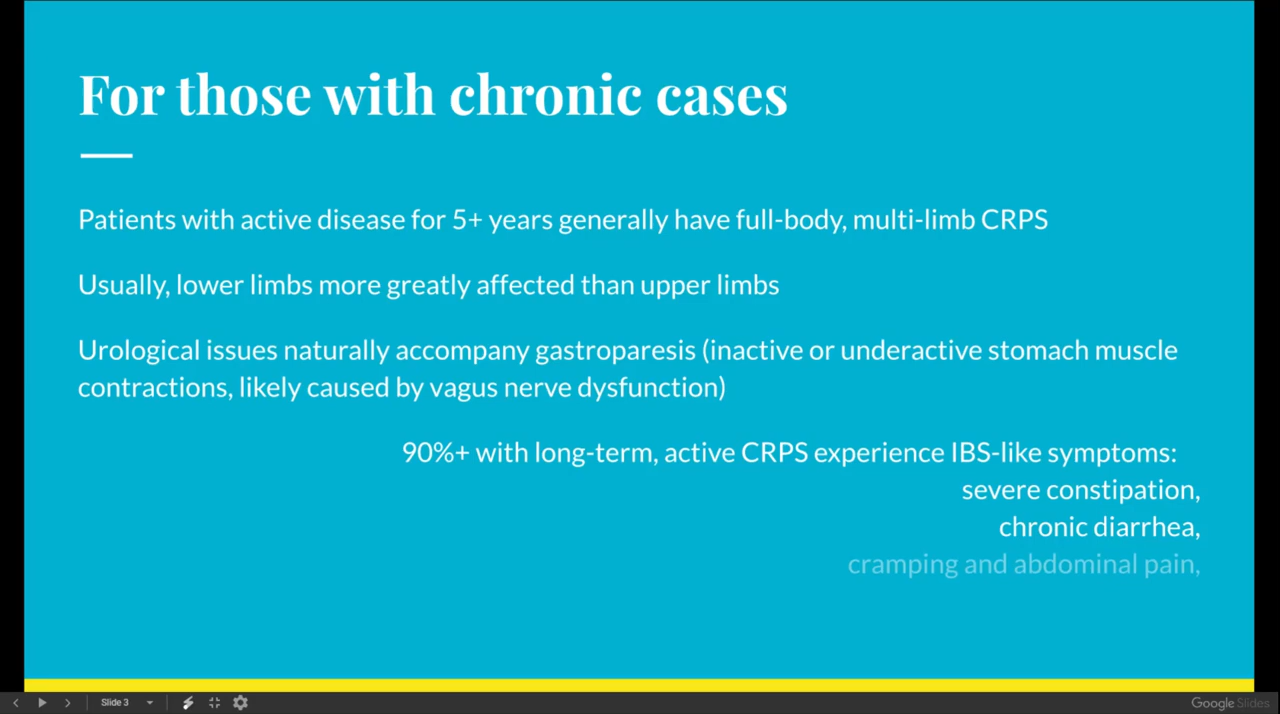 For those with chronic cases
Patients with active disease for 5+ years generally have full-body, multi-limb CRPS
Usually, lower limbs more greatly affected than upper limbs
Urological issues naturally accompany gastroparesis (inactive or underactive stomach muscle
contractions, likely caused by vagus nerve dysfunction)
90%+ with long-term, active CRPS experience IBS-like symptoms:
severe constipation,
chronic diarrhea,
cramping and abdominal pain,
Slide 3
Google Slides